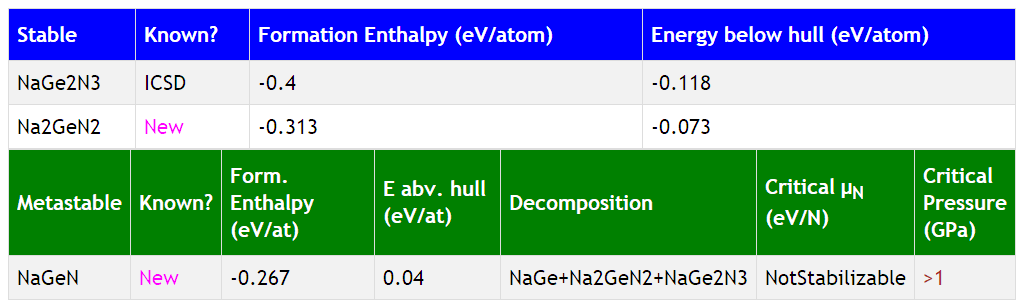 Stable Known? Formation Enthalpy (eV/atom) Energy below hull (eV/atom)
NaGe2N3 ICSD -0.4 -0.118
Na2GeN2 New -0.313 -0.073
Metastable Known? Form. Enthalpy (eV/at) E abv. hull (eV/at) Decomposition Critical μN (eV/N) Critical Pressure (GPa)
NaGeN New -0.267 0.04 NaGe+Na2GeN2+NaGe2N3 NotStabilizable >1